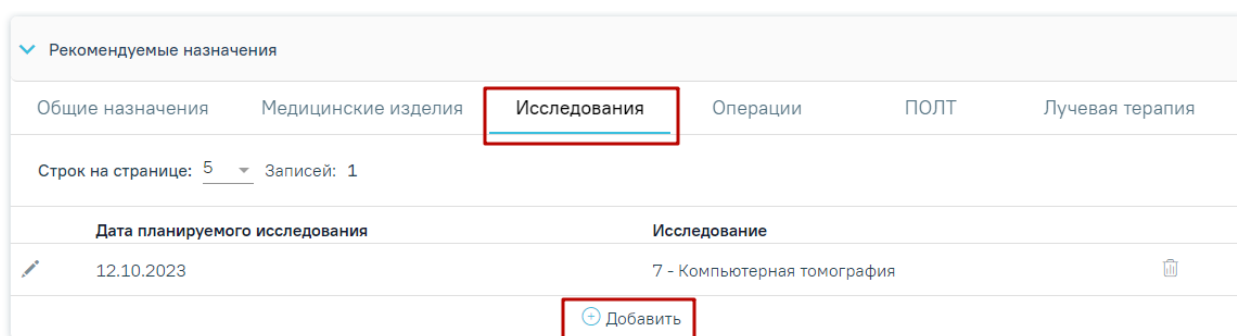 Рекомендуемые назначения
Общие назначения Медицинские изделия Исследования Операции ПОЛТ Лучевая терапия
Строк на странице: 5 Записей: 1
Дата планируемого исследования Исследование
12.10.2023 7 - Компьютерная томография
Добавить